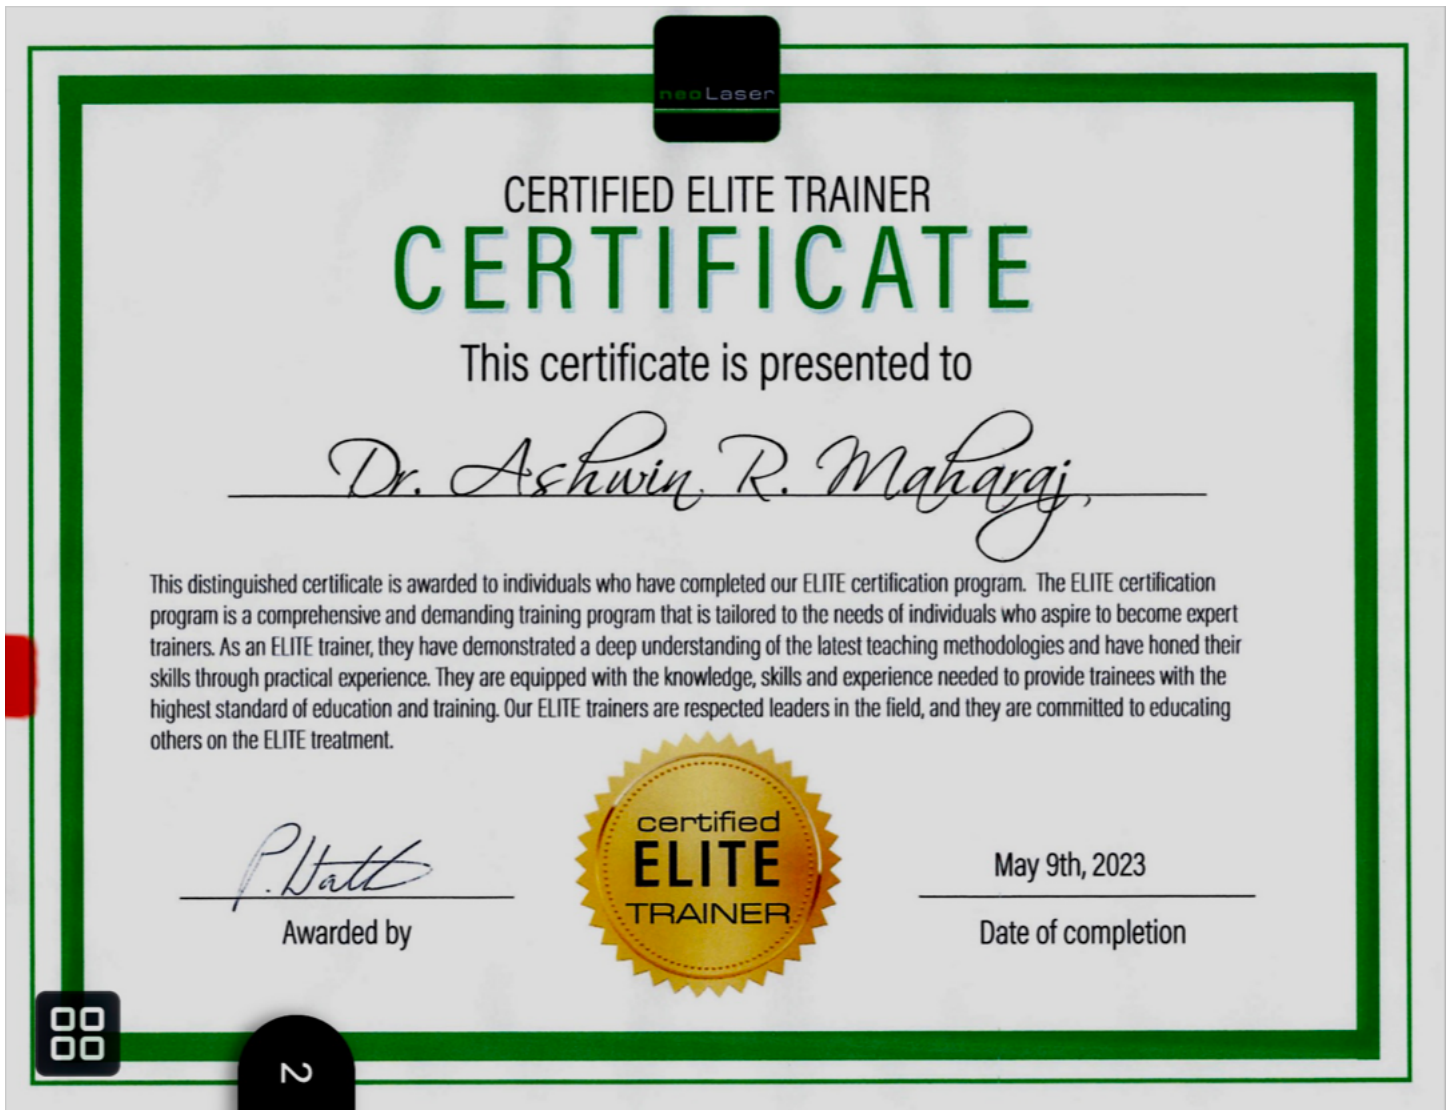 neoLaser
CERTIFIED ELITE TRAINER
CERTIFICATE
This certificate is presented to
Dr. Ashwin R. Maharaj
This distinguished certificate is awarded to individuals who have completed our ELITE certification program. The ELITE certification
program is a comprehensive and demanding training program that is tailored to the needs of individuals who aspire to become expert
trainers. As an ELITE trainer, they have demonstrated a deep understanding of the latest teaching methodologies and have honed their
skills through practical experience. They are equipped with the knowledge, skills and experience needed to provide trainees with the
highest standard of education and training. Our ELITE trainers are respected leaders in the field, and they are committed to educating
others on the ELITE treatment.
certified
ELITE
TRAINER
Awarded by
May 9th, 2023
Date of completion
2